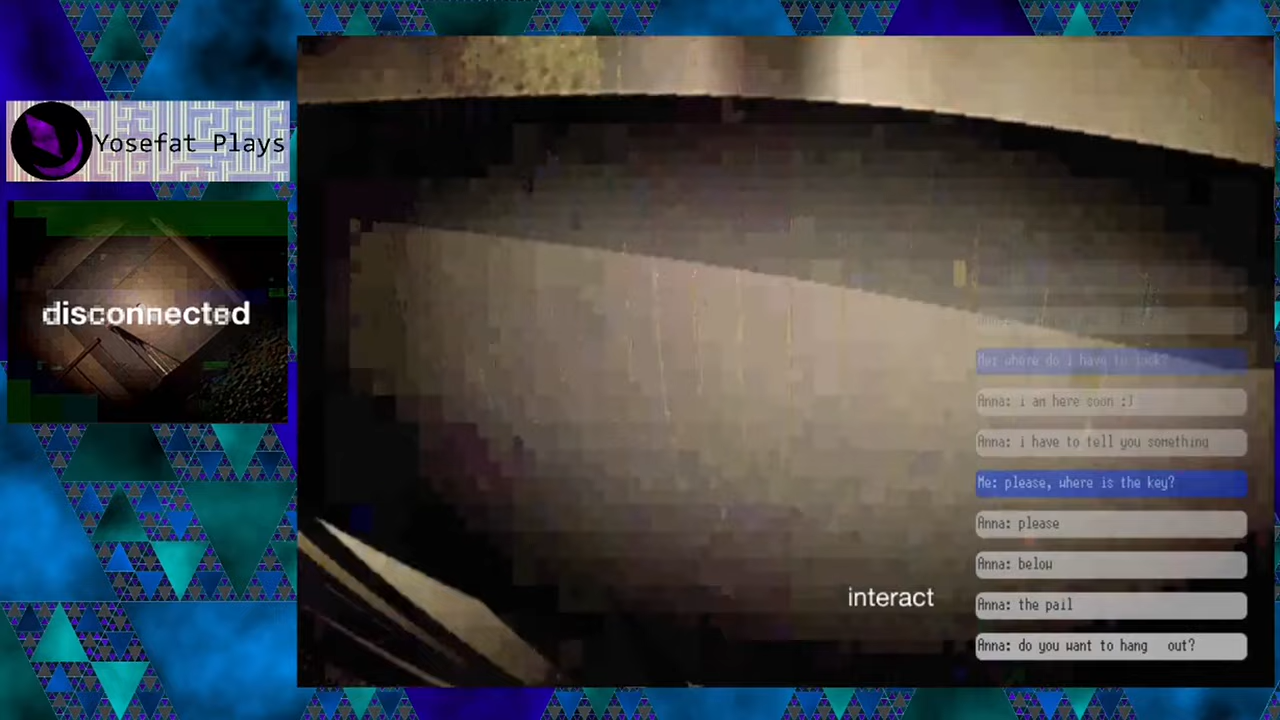 Yosefat Plays
disconnected
Me: where do i have to look?
Anna: i am here soon :J
Anna: i have to tell you something
Me: please, where is the key?
Anna: please
Anna: below
Anna: the pail
interact
Anna: do you want to hang out?